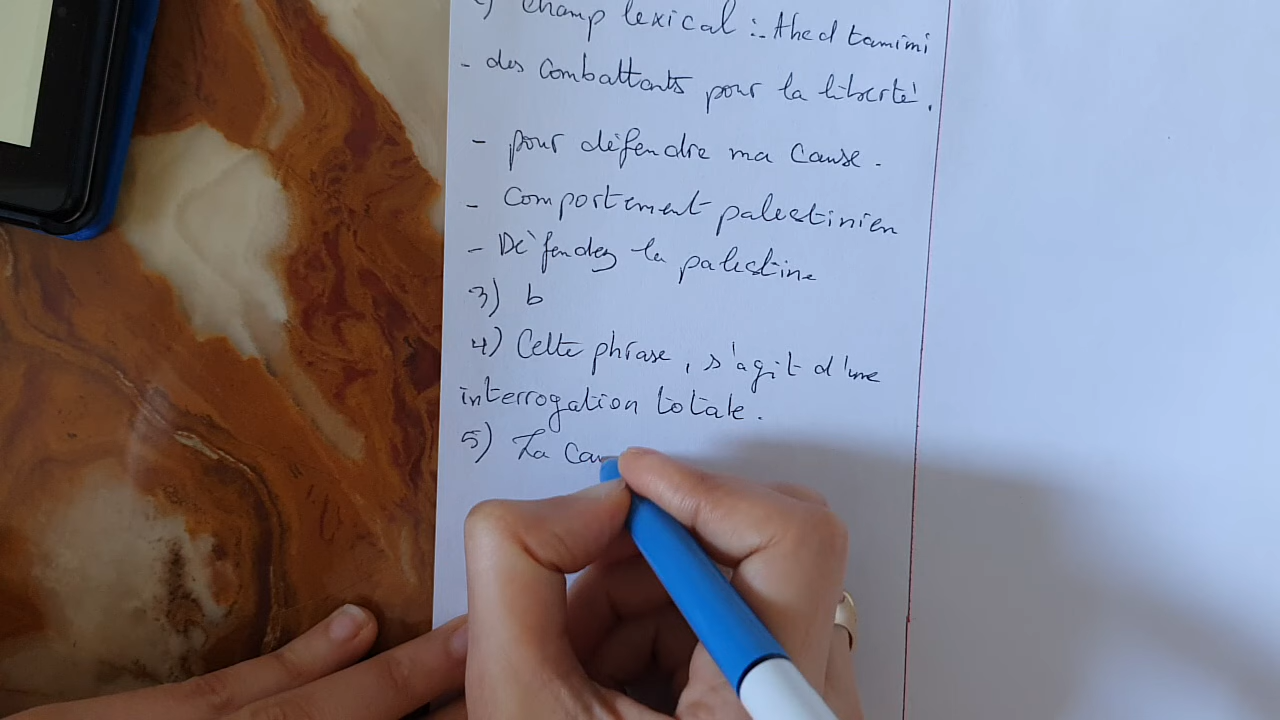 champ lexical : Ahed tamimi
- des combattants pour la liberté.
- pour défendre ma cause.
- Comportement palestinien
- Défendez la palestine
3) b
4) Cette phrase, s'agit d'une
interrogation totale.
5) La cau